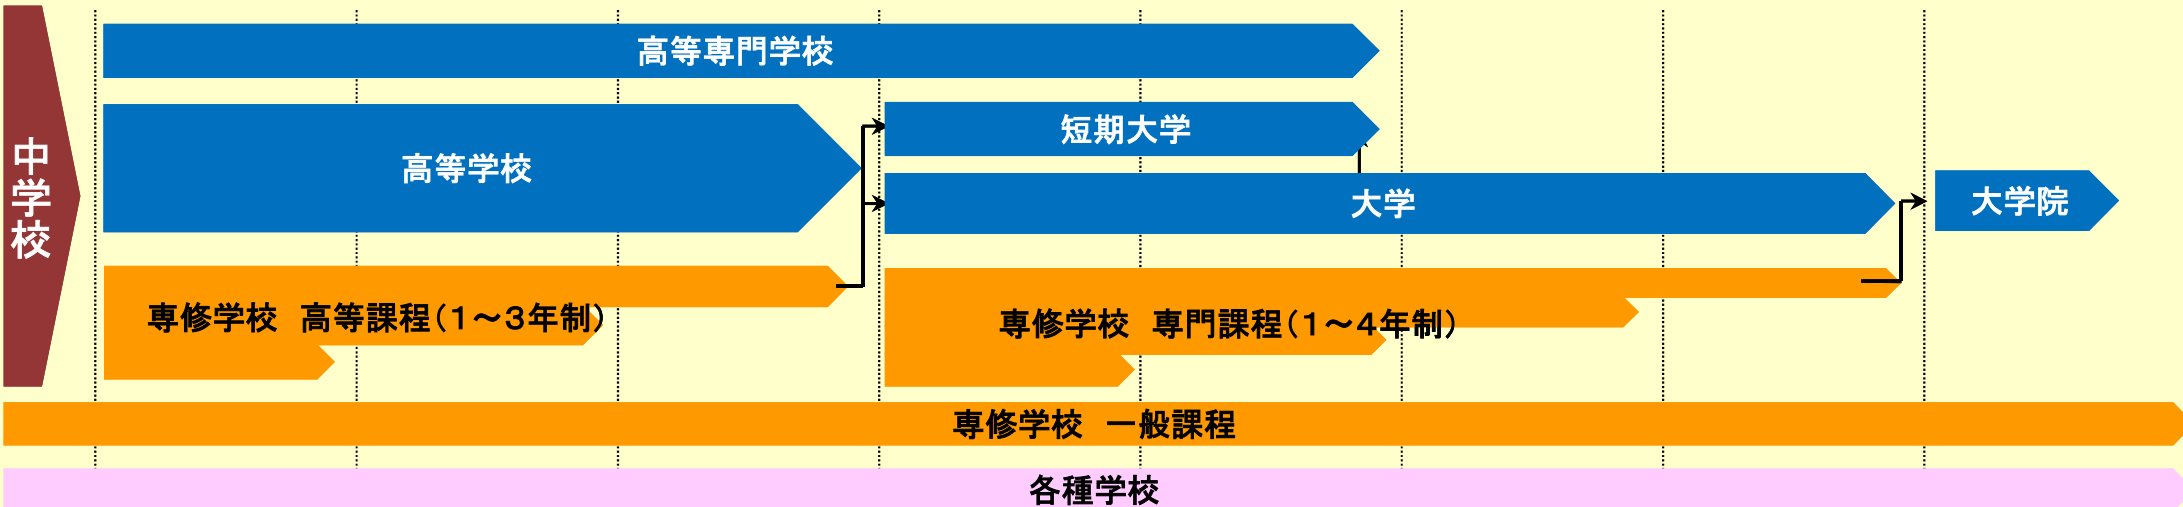 中学校
高等専門学校
短期大学
高等学校
大学
大学院
専修学校　高等課程（１～３年制）
専修学校　専門課程（１～４年制）
専修学校　一般課程
各種学校